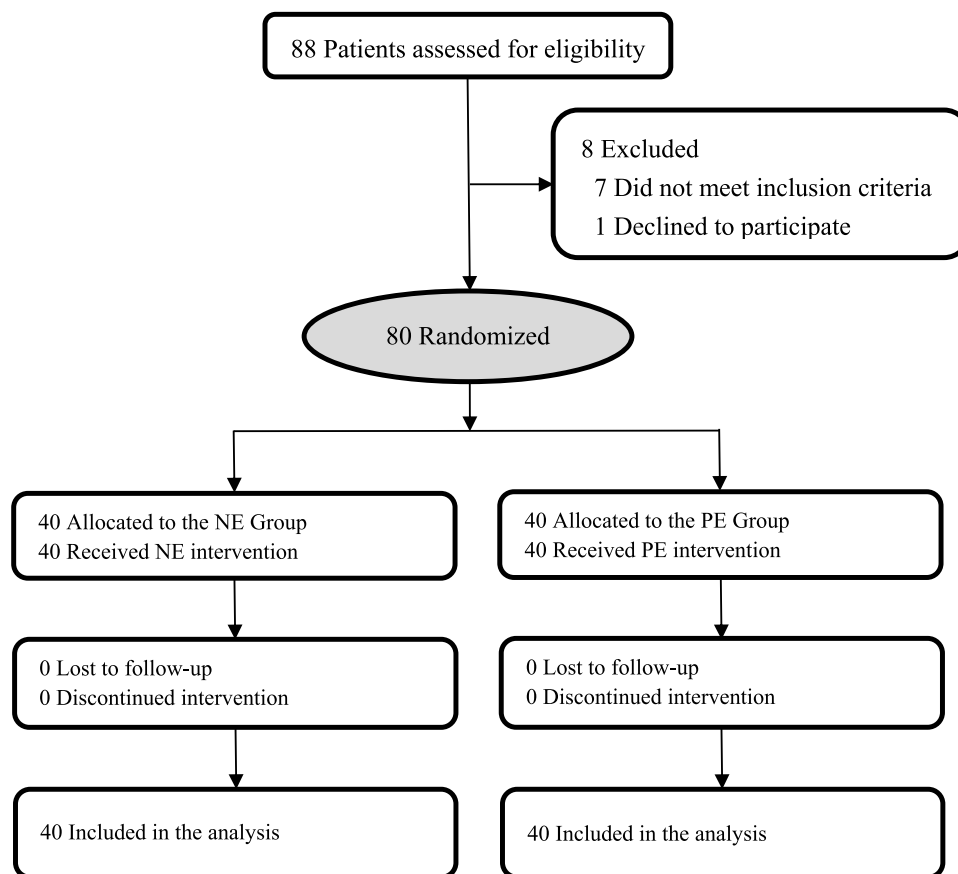 88 Patients assessed for eligibility
8 Excluded
7 Did not meet inclusion criteria
1 Declined to participate
80 Randomized
40 Allocated to the NE Group
40 Received NE intervention
40 Allocated to the PE Group
40 Received PE intervention
0 Lost to follow-up
0 Discontinued intervention
0 Lost to follow-up
0 Discontinued intervention
40 Included in the analysis
40 Included in the analysis